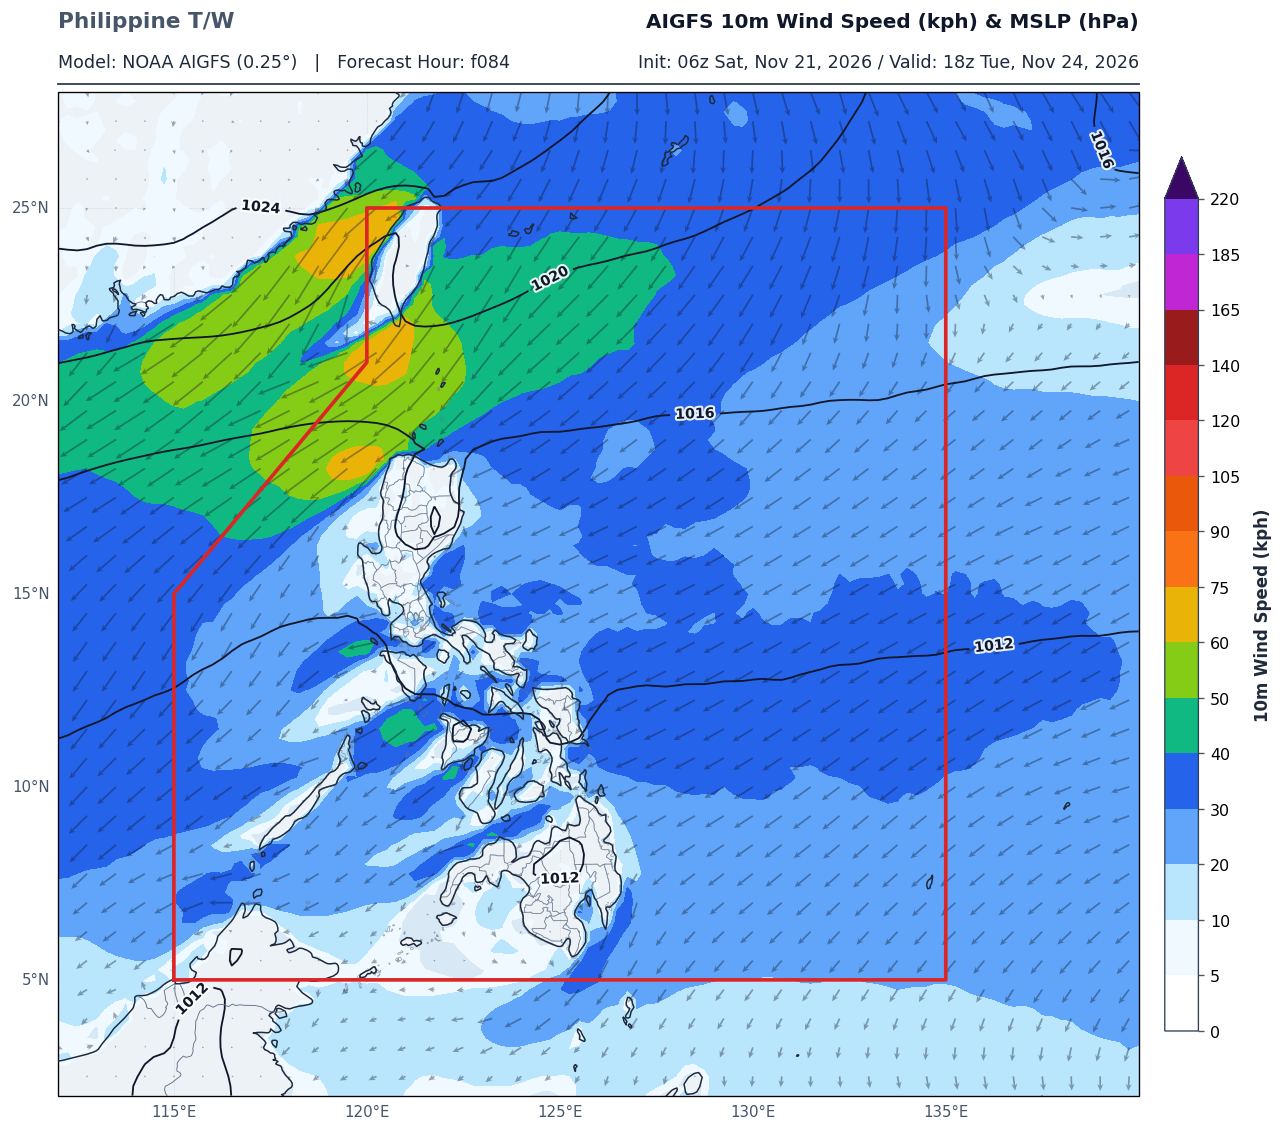 Philippine T/W
AIGFS 10m Wind Speed (kph) & MSLP (hPa)
Model: NOAA AIGFS (0.25°)   |   Forecast Hour: f084
Init: 06z Sat, Nov 21, 2026 / Valid: 18z Tue, Nov 24, 2026
1016
1024
1020
1016
1012
1012
1012
25°N
20°N
15°N
10°N
5°N
115°E
120°E
125°E
130°E
135°E
220
185
165
140
120
105
90
75
60
50
40
30
20
10
5
0
10m Wind Speed (kph)